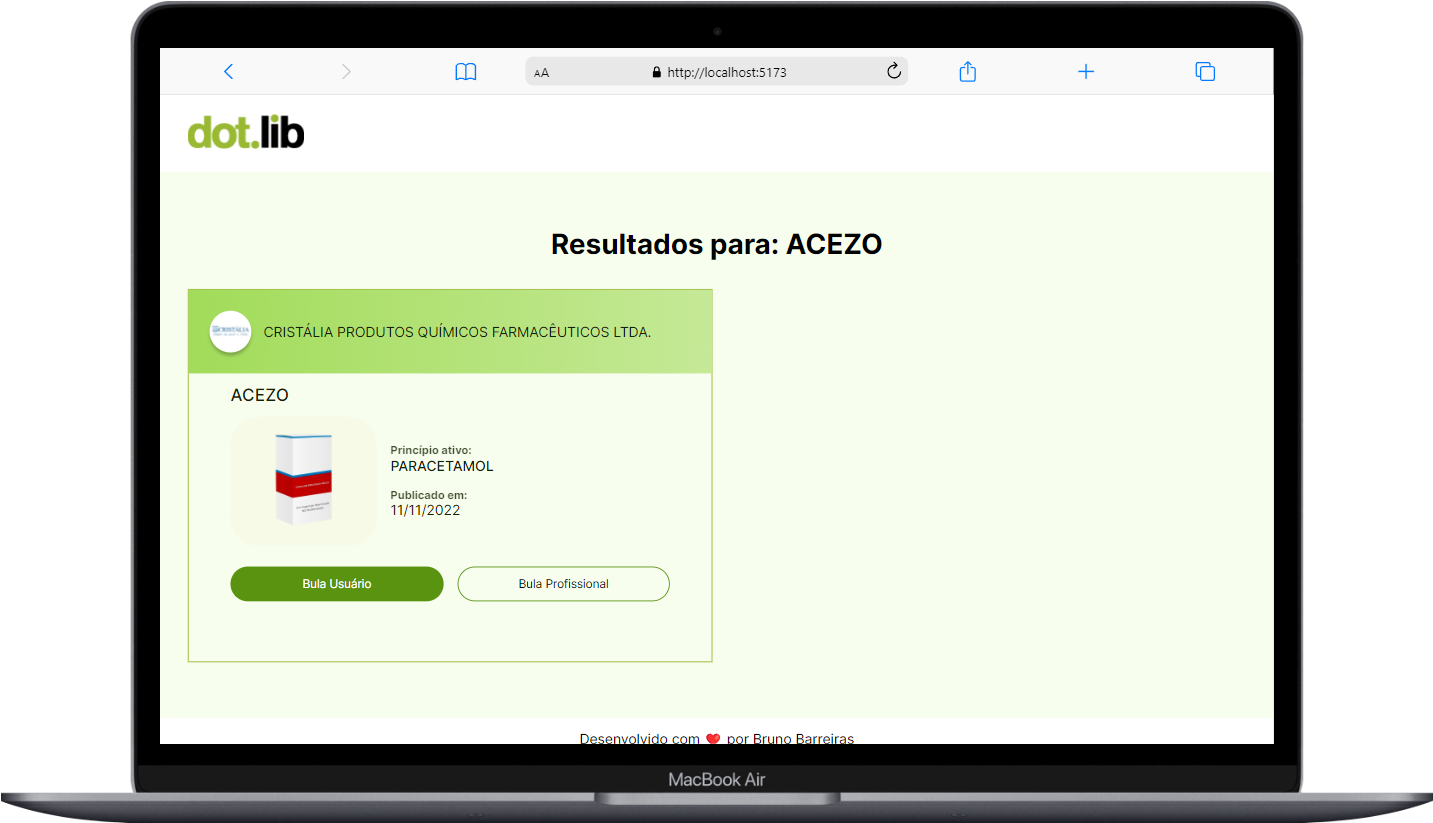 AA
http://localhost:5173
dot.lib
Resultados para: ACEZO
CRISTÁLIA
CRISTÁLIA PRODUTOS QUÍMICOS FARMACÊUTICOS LTDA.
ACEZO
Princípio ativo:
PARACETAMOL
Publicado em:
11/11/2022
Bula Usuário
Bula Profissional
Desenvolvido com ❤️ por Bruno Barreiras
MacBook Air